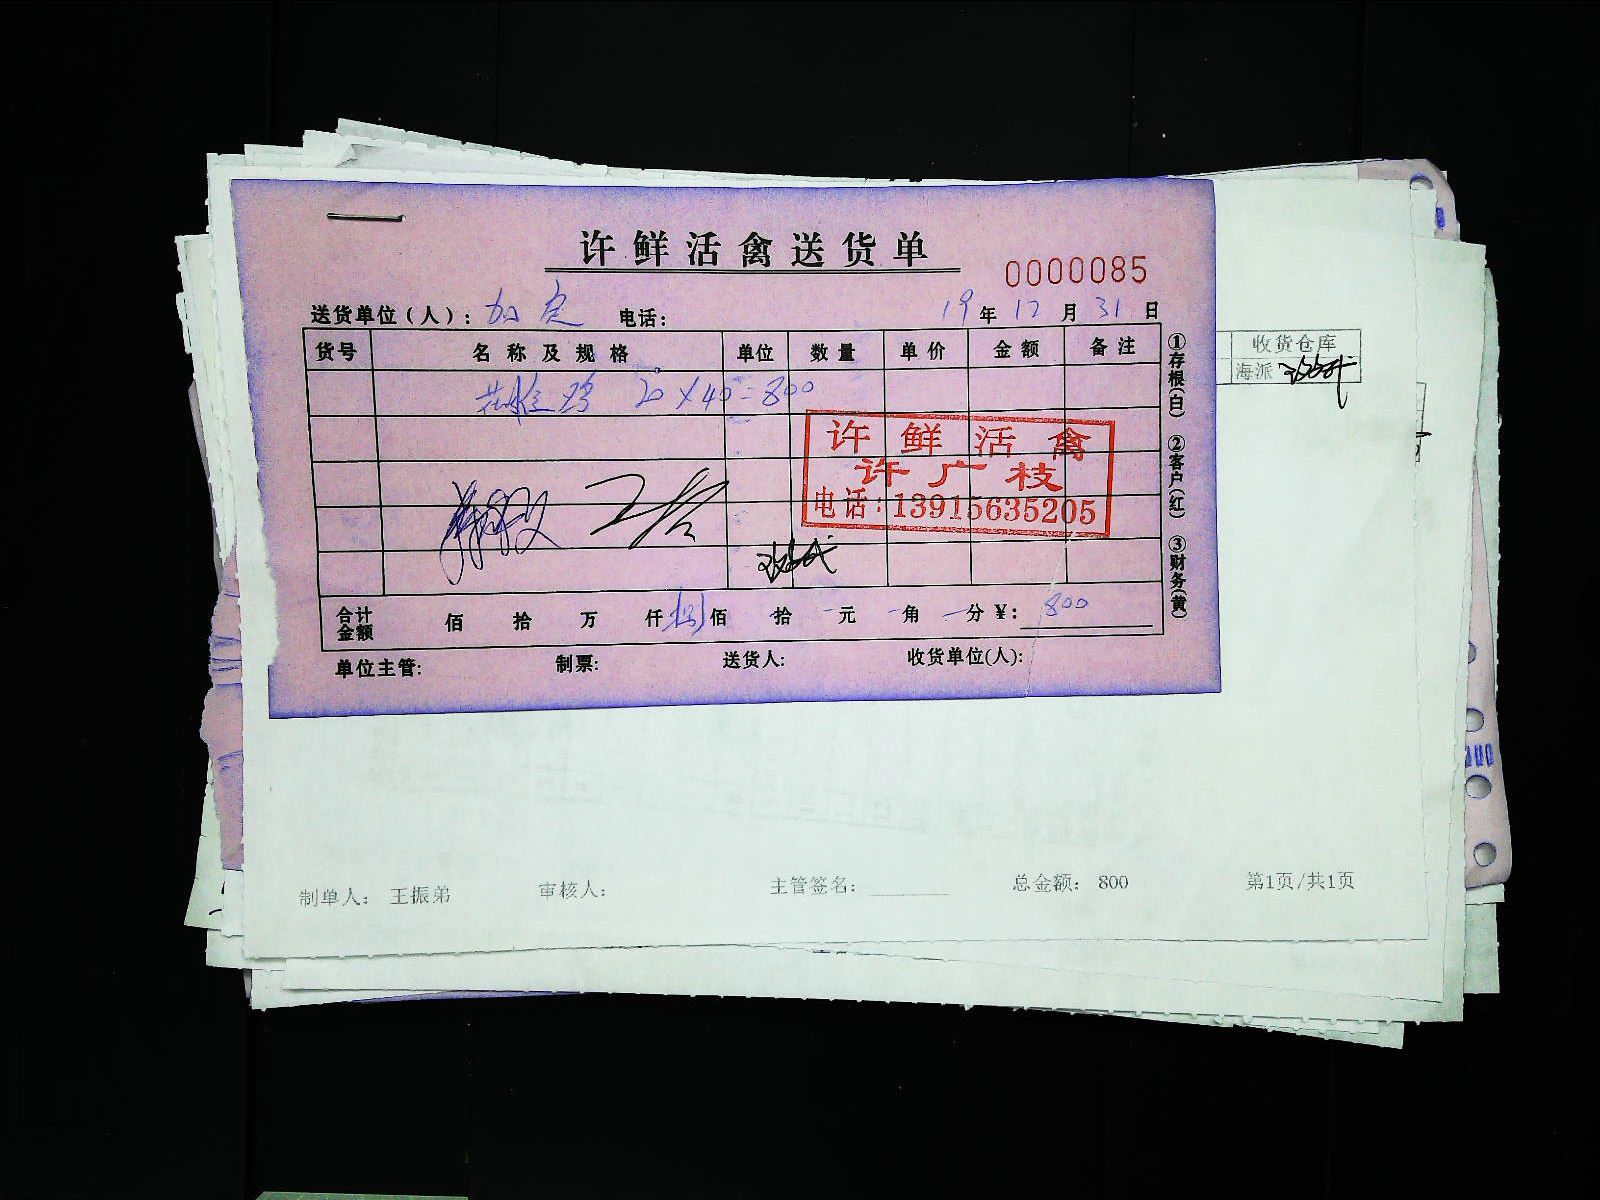 许鲜活禽送货单
0000085
送货单位(人): 加定 电话: 19年12月31日
货号 名称及规格 单位 数量 单价 金额 备注
鸡 20×40=800
许鲜活禽
许广枝
电话:13915635205
合计金额 佰 拾 万 仟捌佰 拾 元 角 分 ¥: 800
单位主管: 制票: 送货人: 收货单位(人):
①存根(白) ②客户(红) ③财务(黄)
收货仓库
海派
制单人: 王振弟 审核人: 主管签名: 总金额: 800 第1页/共1页